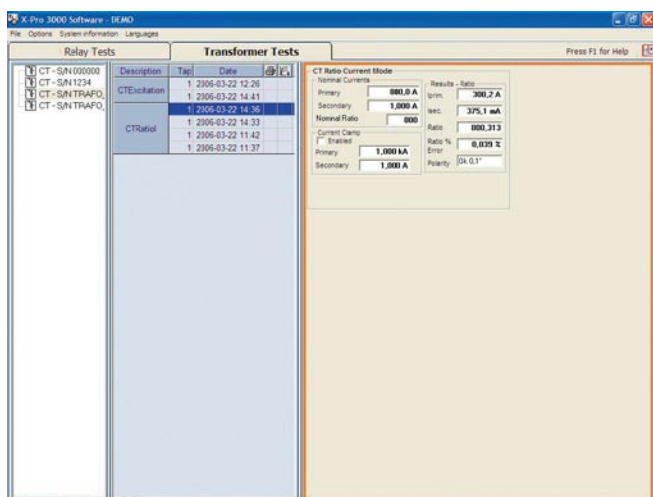 X-Pro 3000 Software - DEMO
File Options System information Languages
Relay Tests Transformer Tests Press F1 for Help
CT - S/N 000000
CT - S/N 1234
CT - S/N TRAFO_
CT - S/N TRAFO_
Description Tap Date
CTExcitation
1 2006-03-22 12:26
1 2006-03-22 14:41
CTRatioI
1 2006-03-22 14:36
1 2006-03-22 14:33
1 2006-03-22 11:42
1 2006-03-22 11:37
CT Ratio Current Mode
Nominal Currents
Primary 800,0 A
Secondary 1,000 A
Nominal Ratio 800
Current Clamp
Enabled
Primary 1,000 kA
Secondary 1,000 A
Results - Ratio
Iprim. 300,2 A
Isec. 375,1 mA
Ratio 800,313
Ratio % Error 0,039 %
Polarity Ok 0,1°